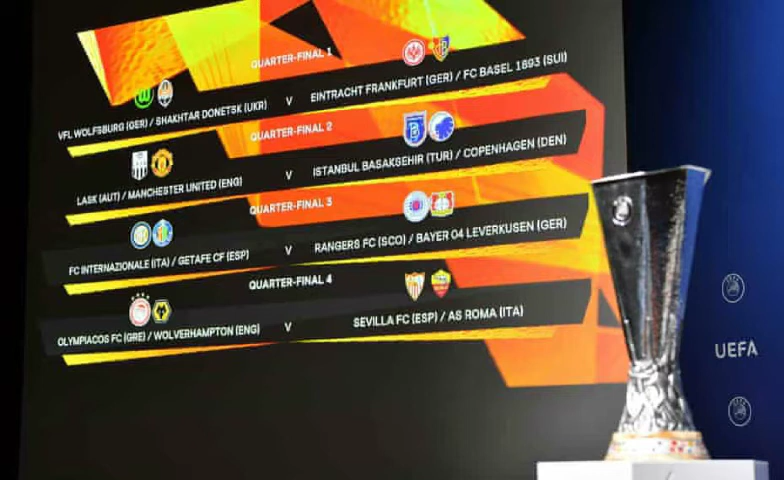 QUARTER-FINAL 1
VFL WOLFSBURG (GER) / SHAKHTAR DONETSK (UKR) V EINTRACHT FRANKFURT (GER) / FC BASEL 1893 (SUI)
QUARTER-FINAL 2
LASK (AUT) / MANCHESTER UNITED (ENG) V ISTANBUL BASAKSEHIR (TUR) / COPENHAGEN (DEN)
QUARTER-FINAL 3
FC INTERNAZIONALE (ITA) / GETAFE CF (ESP) V RANGERS FC (SCO) / BAYER 04 LEVERKUSEN (GER)
QUARTER-FINAL 4
OLYMPIACOS FC (GRE) / WOLVERHAMPTON (ENG) V SEVILLA FC (ESP) / AS ROMA (ITA)
UEFA